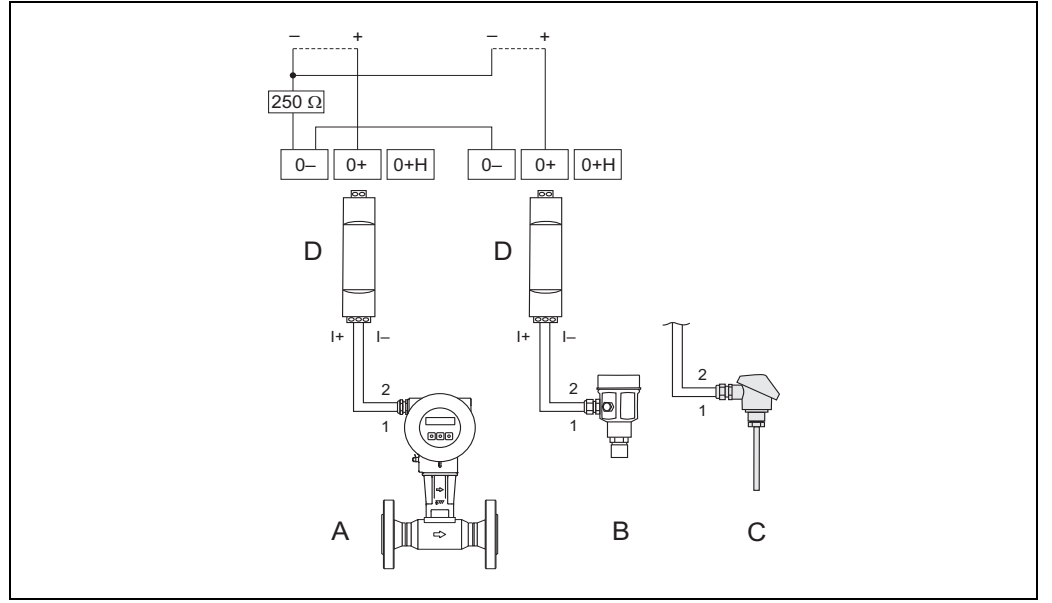 – + – +
250 Ω
0– 0+ 0+H 0– 0+ 0+H
D D
I+ I– I+ I–
2 2 2
1 1 1
A B C